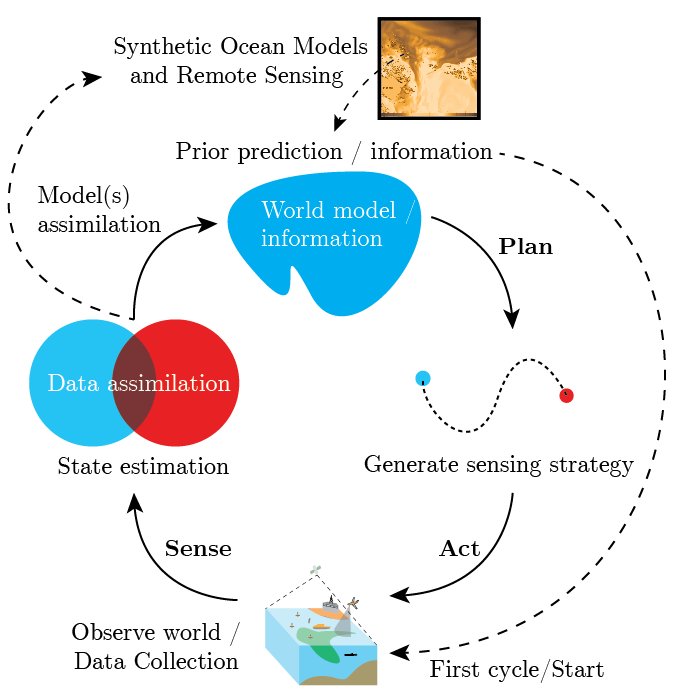 Synthetic Ocean Models
and Remote Sensing
Prior prediction / information
Model(s)
assimilation
World model /
information
Plan
Data assimilation
State estimation
Generate sensing strategy
Sense
Act
Observe world /
Data Collection
First cycle/Start